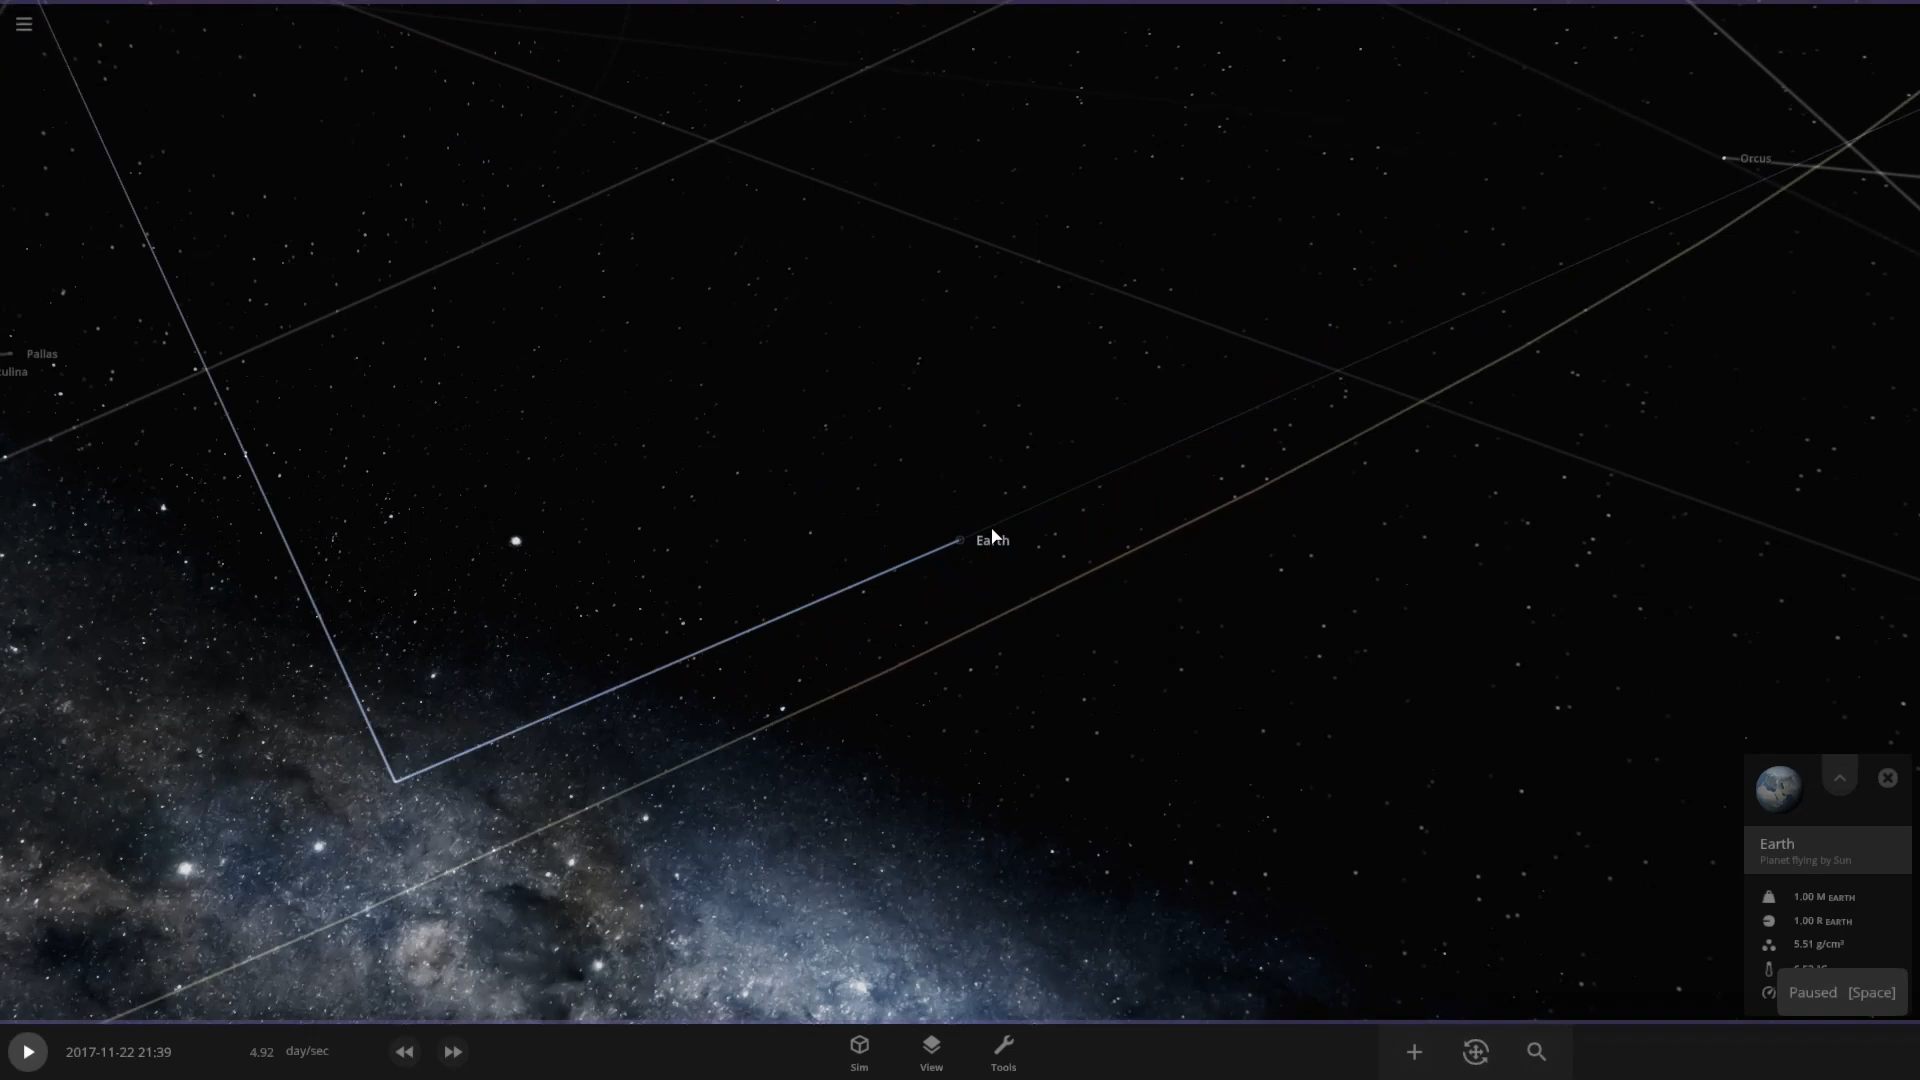 Orcus
Pallas
culina
Earth
Earth
Planet flying by Sun
1.00 M EARTH
1.00 R EARTH
5.51 g/cm³
Paused [Space]
2017-11-22 21:39
4.92 day/sec
Sim
View
Tools